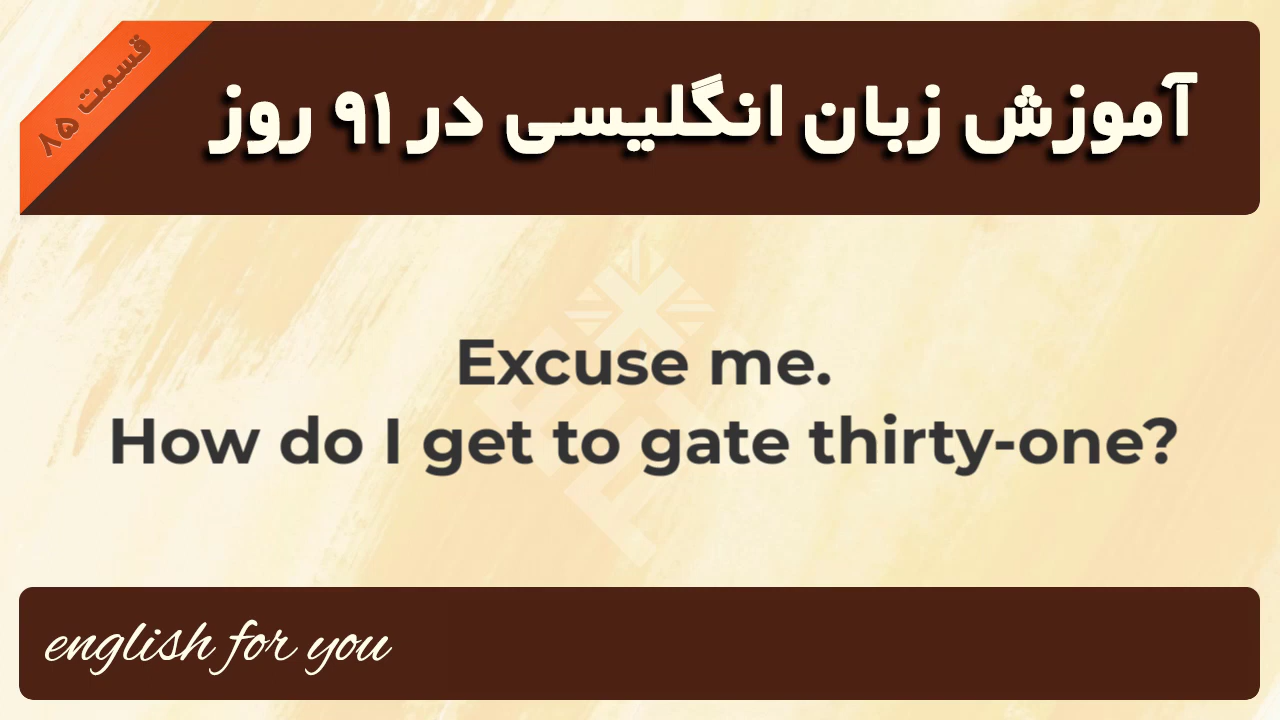 آموزش زبان انگلیسی در ۹۱ روز
قسمت ۸۵
Excuse me.
How do I get to gate thirty-one?
english for you